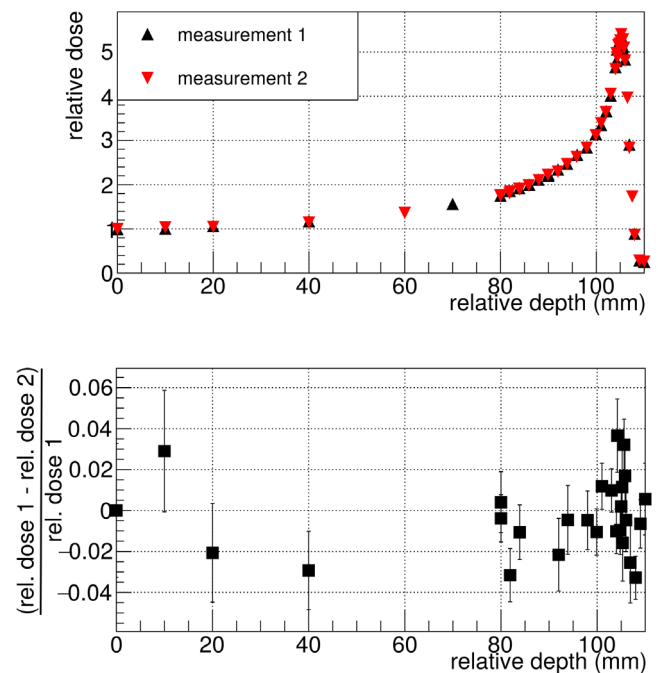 relative dose
measurement 1
measurement 2
5
4
3
2
1
0
0 20 40 60 80 100
relative depth (mm)
(rel. dose 1 - rel. dose 2)
rel. dose 1
0.06
0.04
0.02
0
−0.02
−0.04
0 20 40 60 80 100
relative depth (mm)